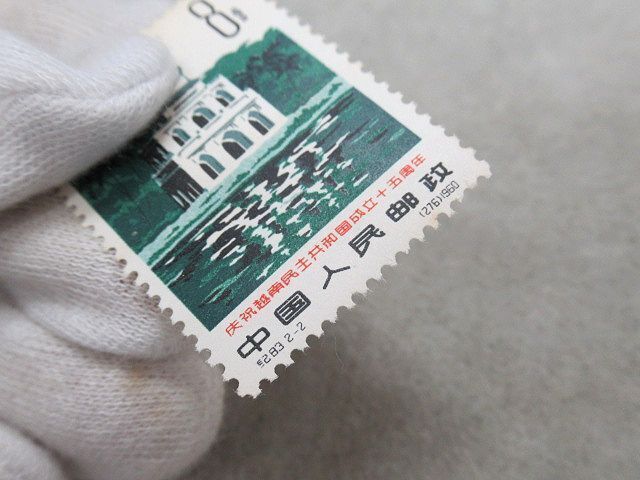 8分
庆祝越南民主共和国成立十五周年
中国人民邮政
纪283 2-2
(276) 1960